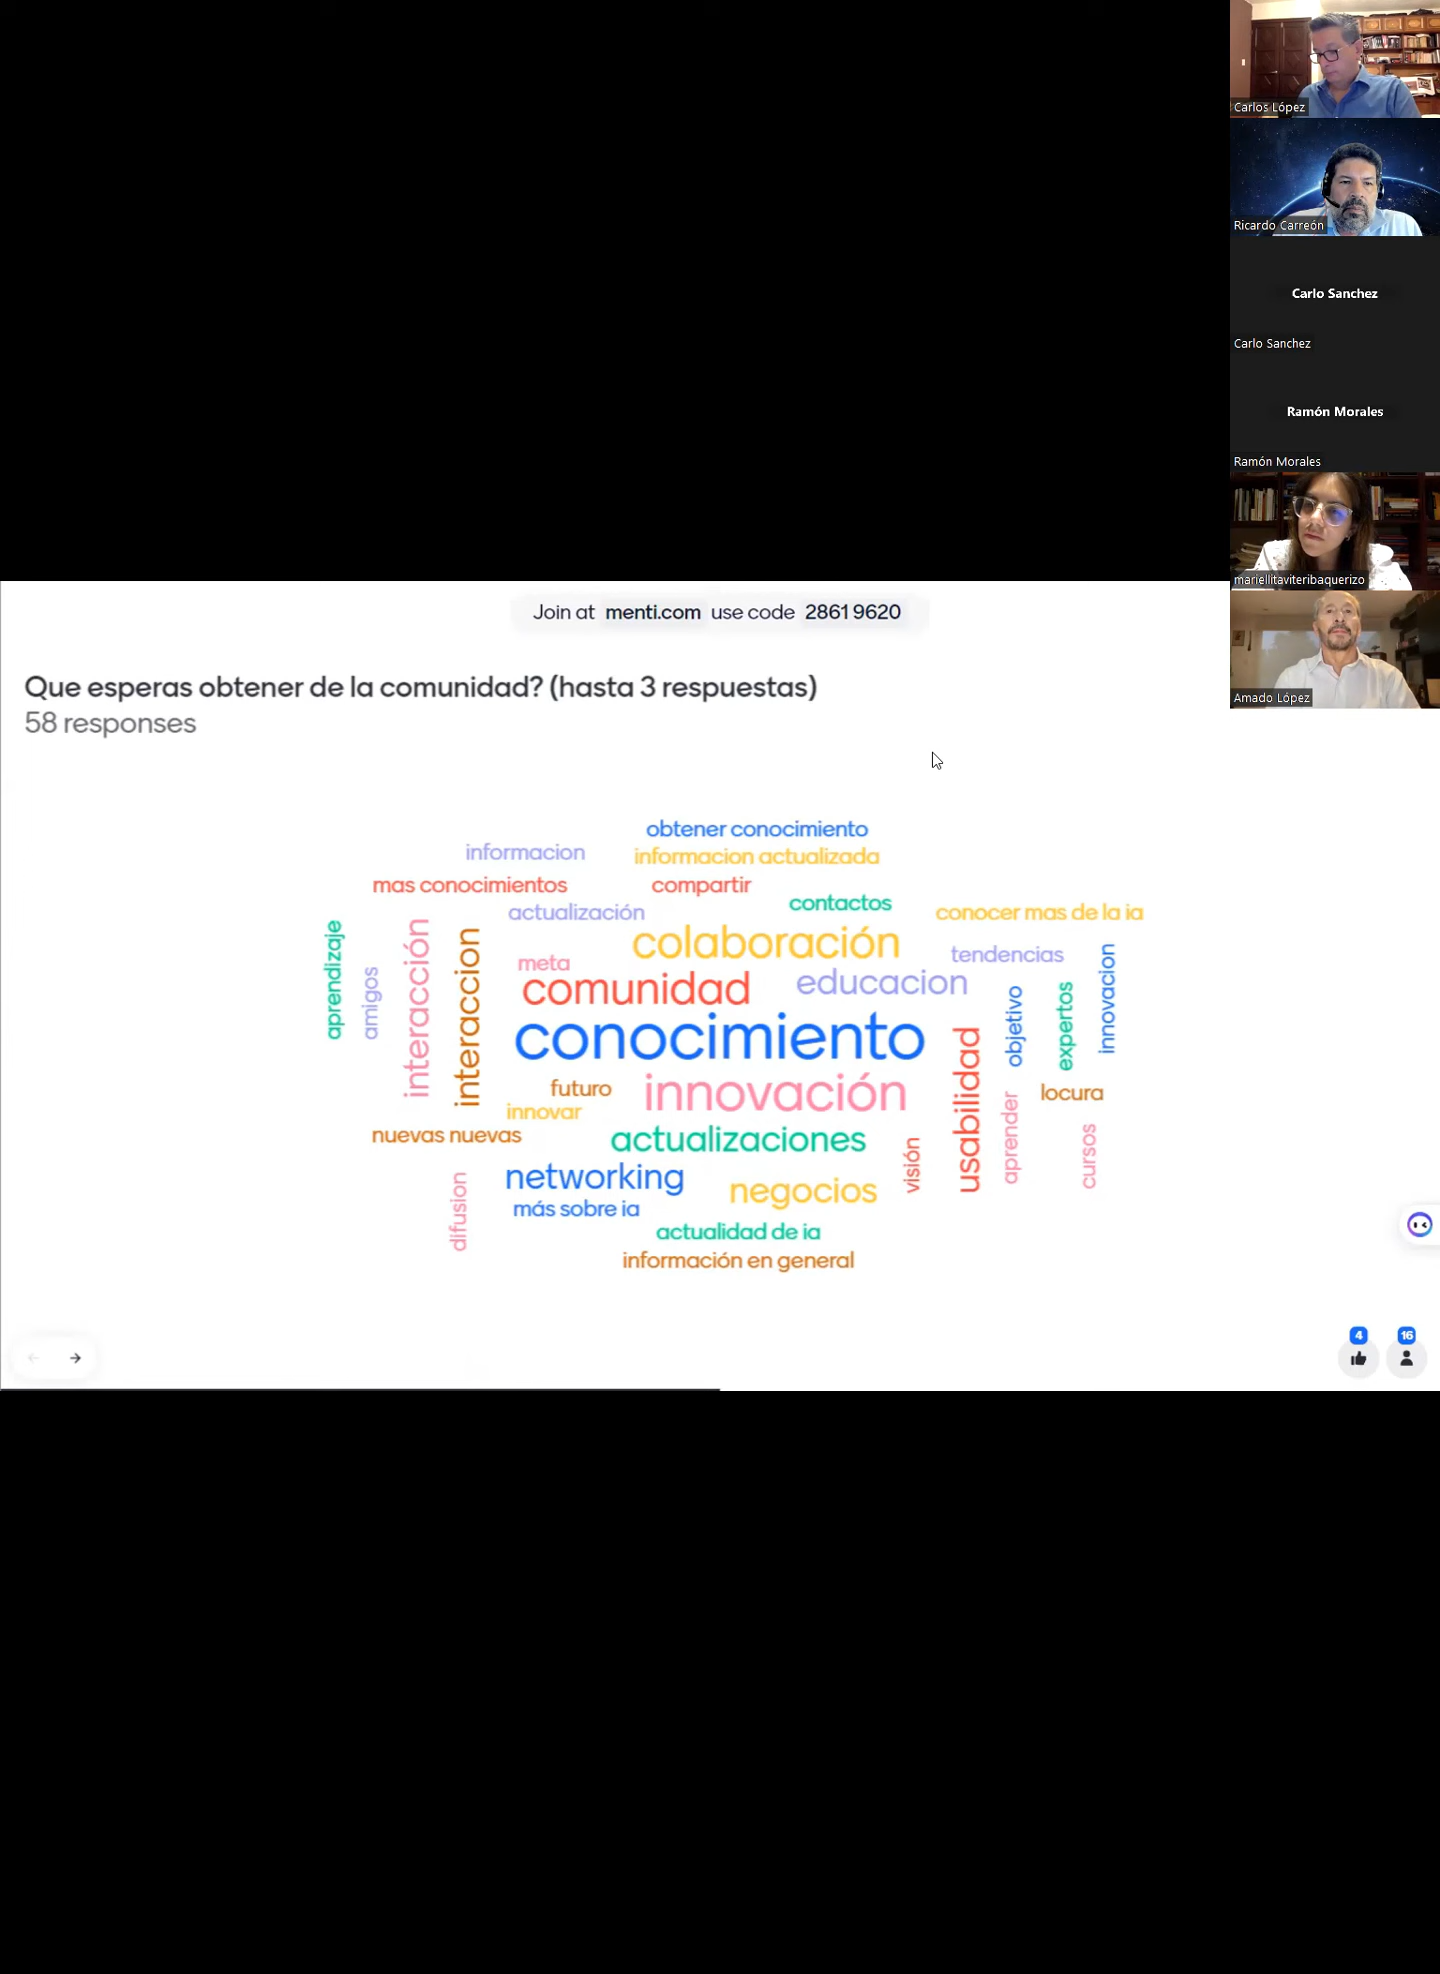 Carlos López
Ricardo Carreón
Carlo Sanchez
Carlo Sanchez
Ramón Morales
Ramón Morales
mariellitaviteribaquerizo
Amado López
Join at menti.com use code 2861 9620
Que esperas obtener de la comunidad? (hasta 3 respuestas)
58 responses
obtener conocimiento
informacion
informacion actualizada
mas conocimientos
compartir
contactos
actualización
conocer mas de la ia
aprendizaje
amigos
interacción
interaccion
colaboración
tendencias
meta
comunidad
educacion
objetivo
expertos
innovacion
conocimiento
usabilidad
futuro
innovación
locura
innovar
aprender
nuevas nuevas
actualizaciones
visión
cursos
difusion
networking
negocios
más sobre ia
actualidad de ia
información en general
4
16